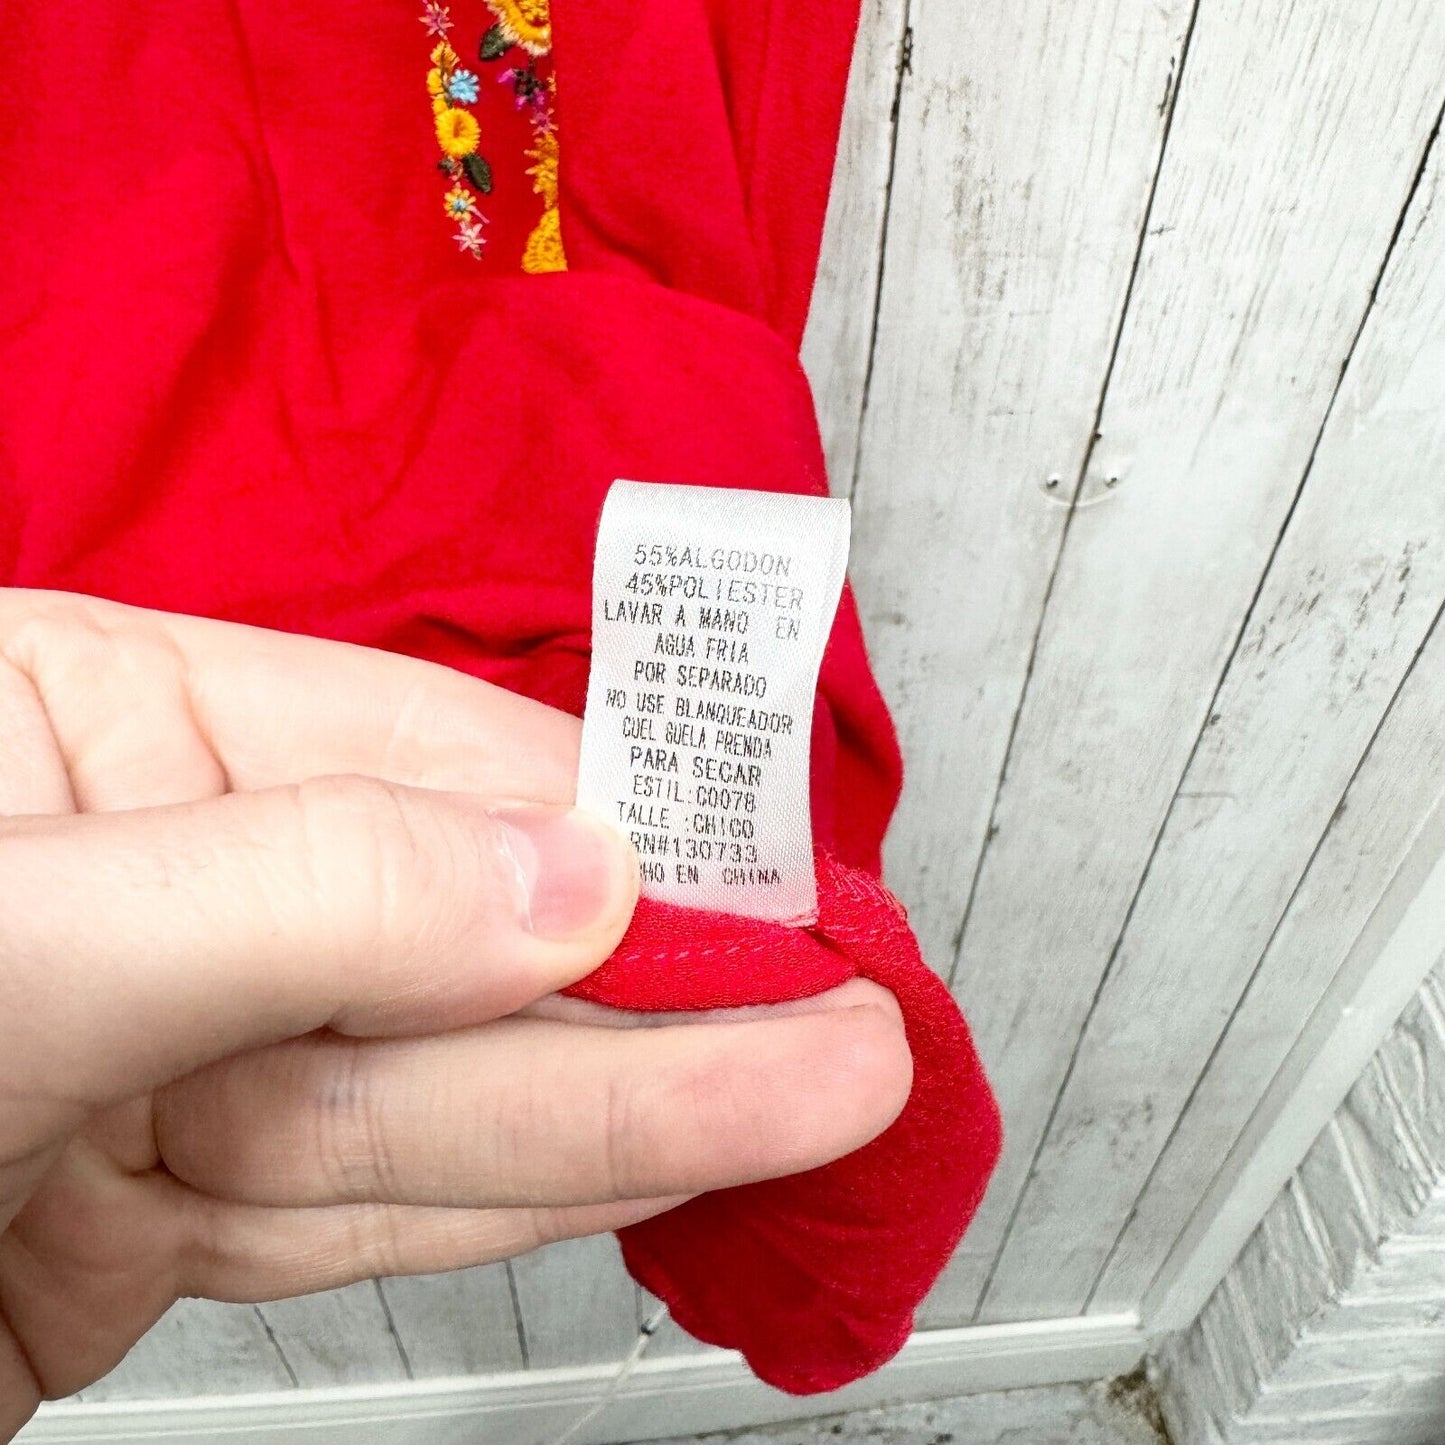 55%ALGODON
45%POLIESTER
LAVAR A MANO EN
AGUA FRIA
POR SEPARADO
NO USE BLANQUEADOR
CUEL GUELA PRENDA
PARA SECAR
ESTIL:C0078
TALLE :CHICO
RN#130733
HO EN CHINA